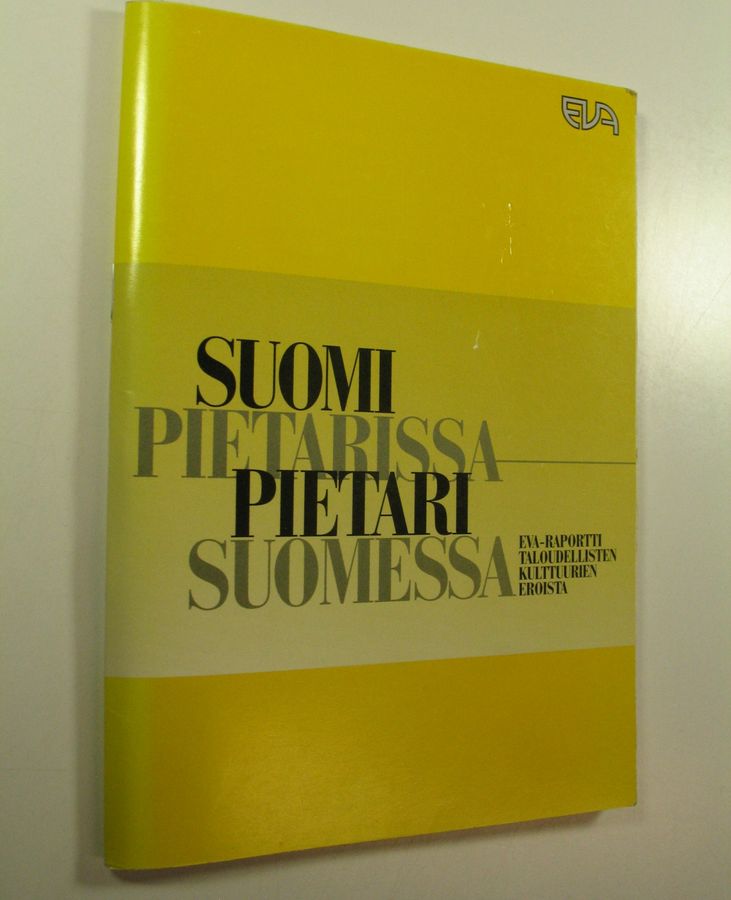 EVA
SUOMI
PIETARISSA
PIETARI
SUOMESSA
EVA-RAPORTTI
TALOUDELLISTEN
KULTTUURIEN
EROISTA